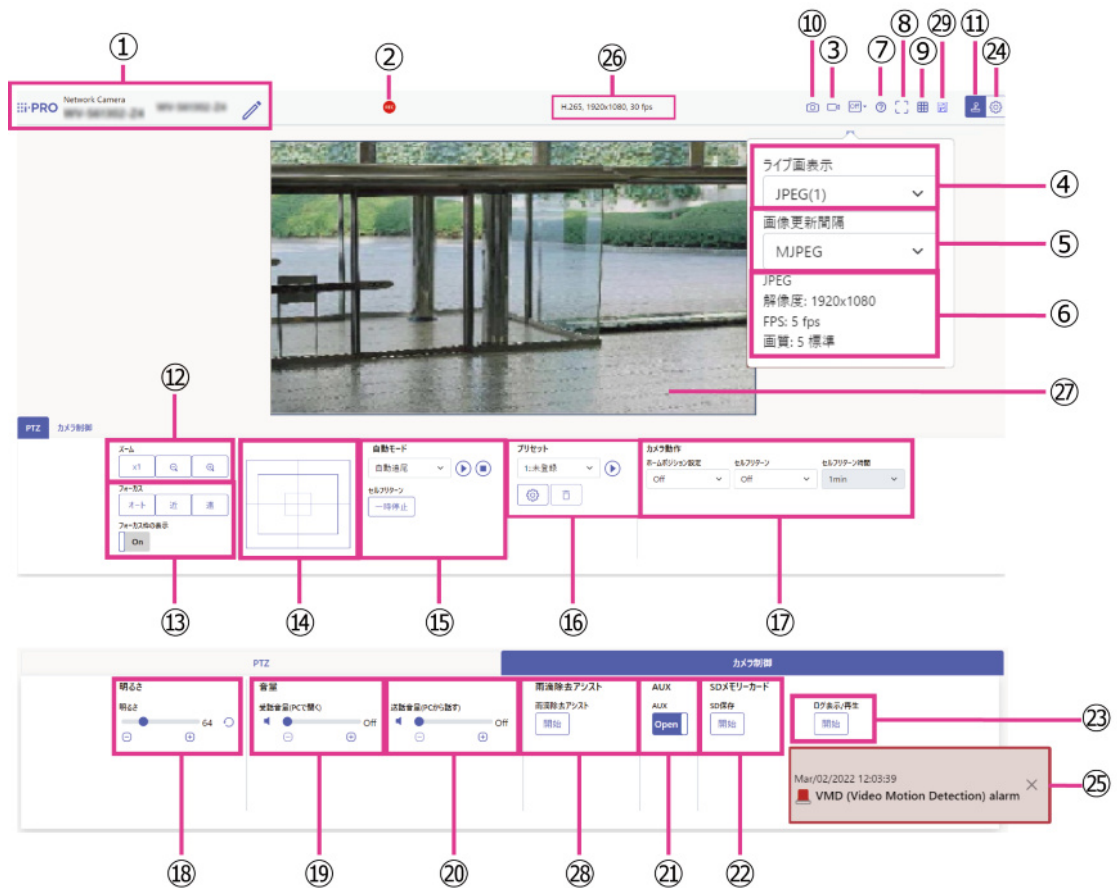 ⑩ ⑧ ㉙ ⑪
① ② ㉖ ③ ⑦ ⑨ ㉔
i-PRO Network Camera
REC
H.265, 1920x1080, 30 fps
Off
ライブ画表示
JPEG(1)
④
画像更新間隔
MJPEG
⑤
JPEG
解像度: 1920x1080
FPS: 5 fps
画質: 5 標準
⑥
⑫
㉗
PTZ カメラ制御
ズーム
x1
フォーカス
オート 近 遠
フォーカス枠の表示
On
自動モード
自動追尾
セルフリターン
一時停止
プリセット
1:未登録
カメラ動作
ホームポジション設定 セルフリターン セルフリターン時間
Off Off 1min
⑬ ⑭ ⑮ ⑯ ⑰
PTZ カメラ制御
明るさ
明るさ
64
音量
受話音量(PCで聞く)
Off
送話音量(PCから話す)
Off
雨滴除去アシスト
雨滴除去アシスト
開始
AUX
AUX
Open
SDメモリーカード
SD保存
開始
ログ表示/再生
開始
㉓
Mar/02/2022 12:03:39
VMD (Video Motion Detection) alarm
㉕
⑱ ⑲ ⑳ ㉘ ㉑ ㉒